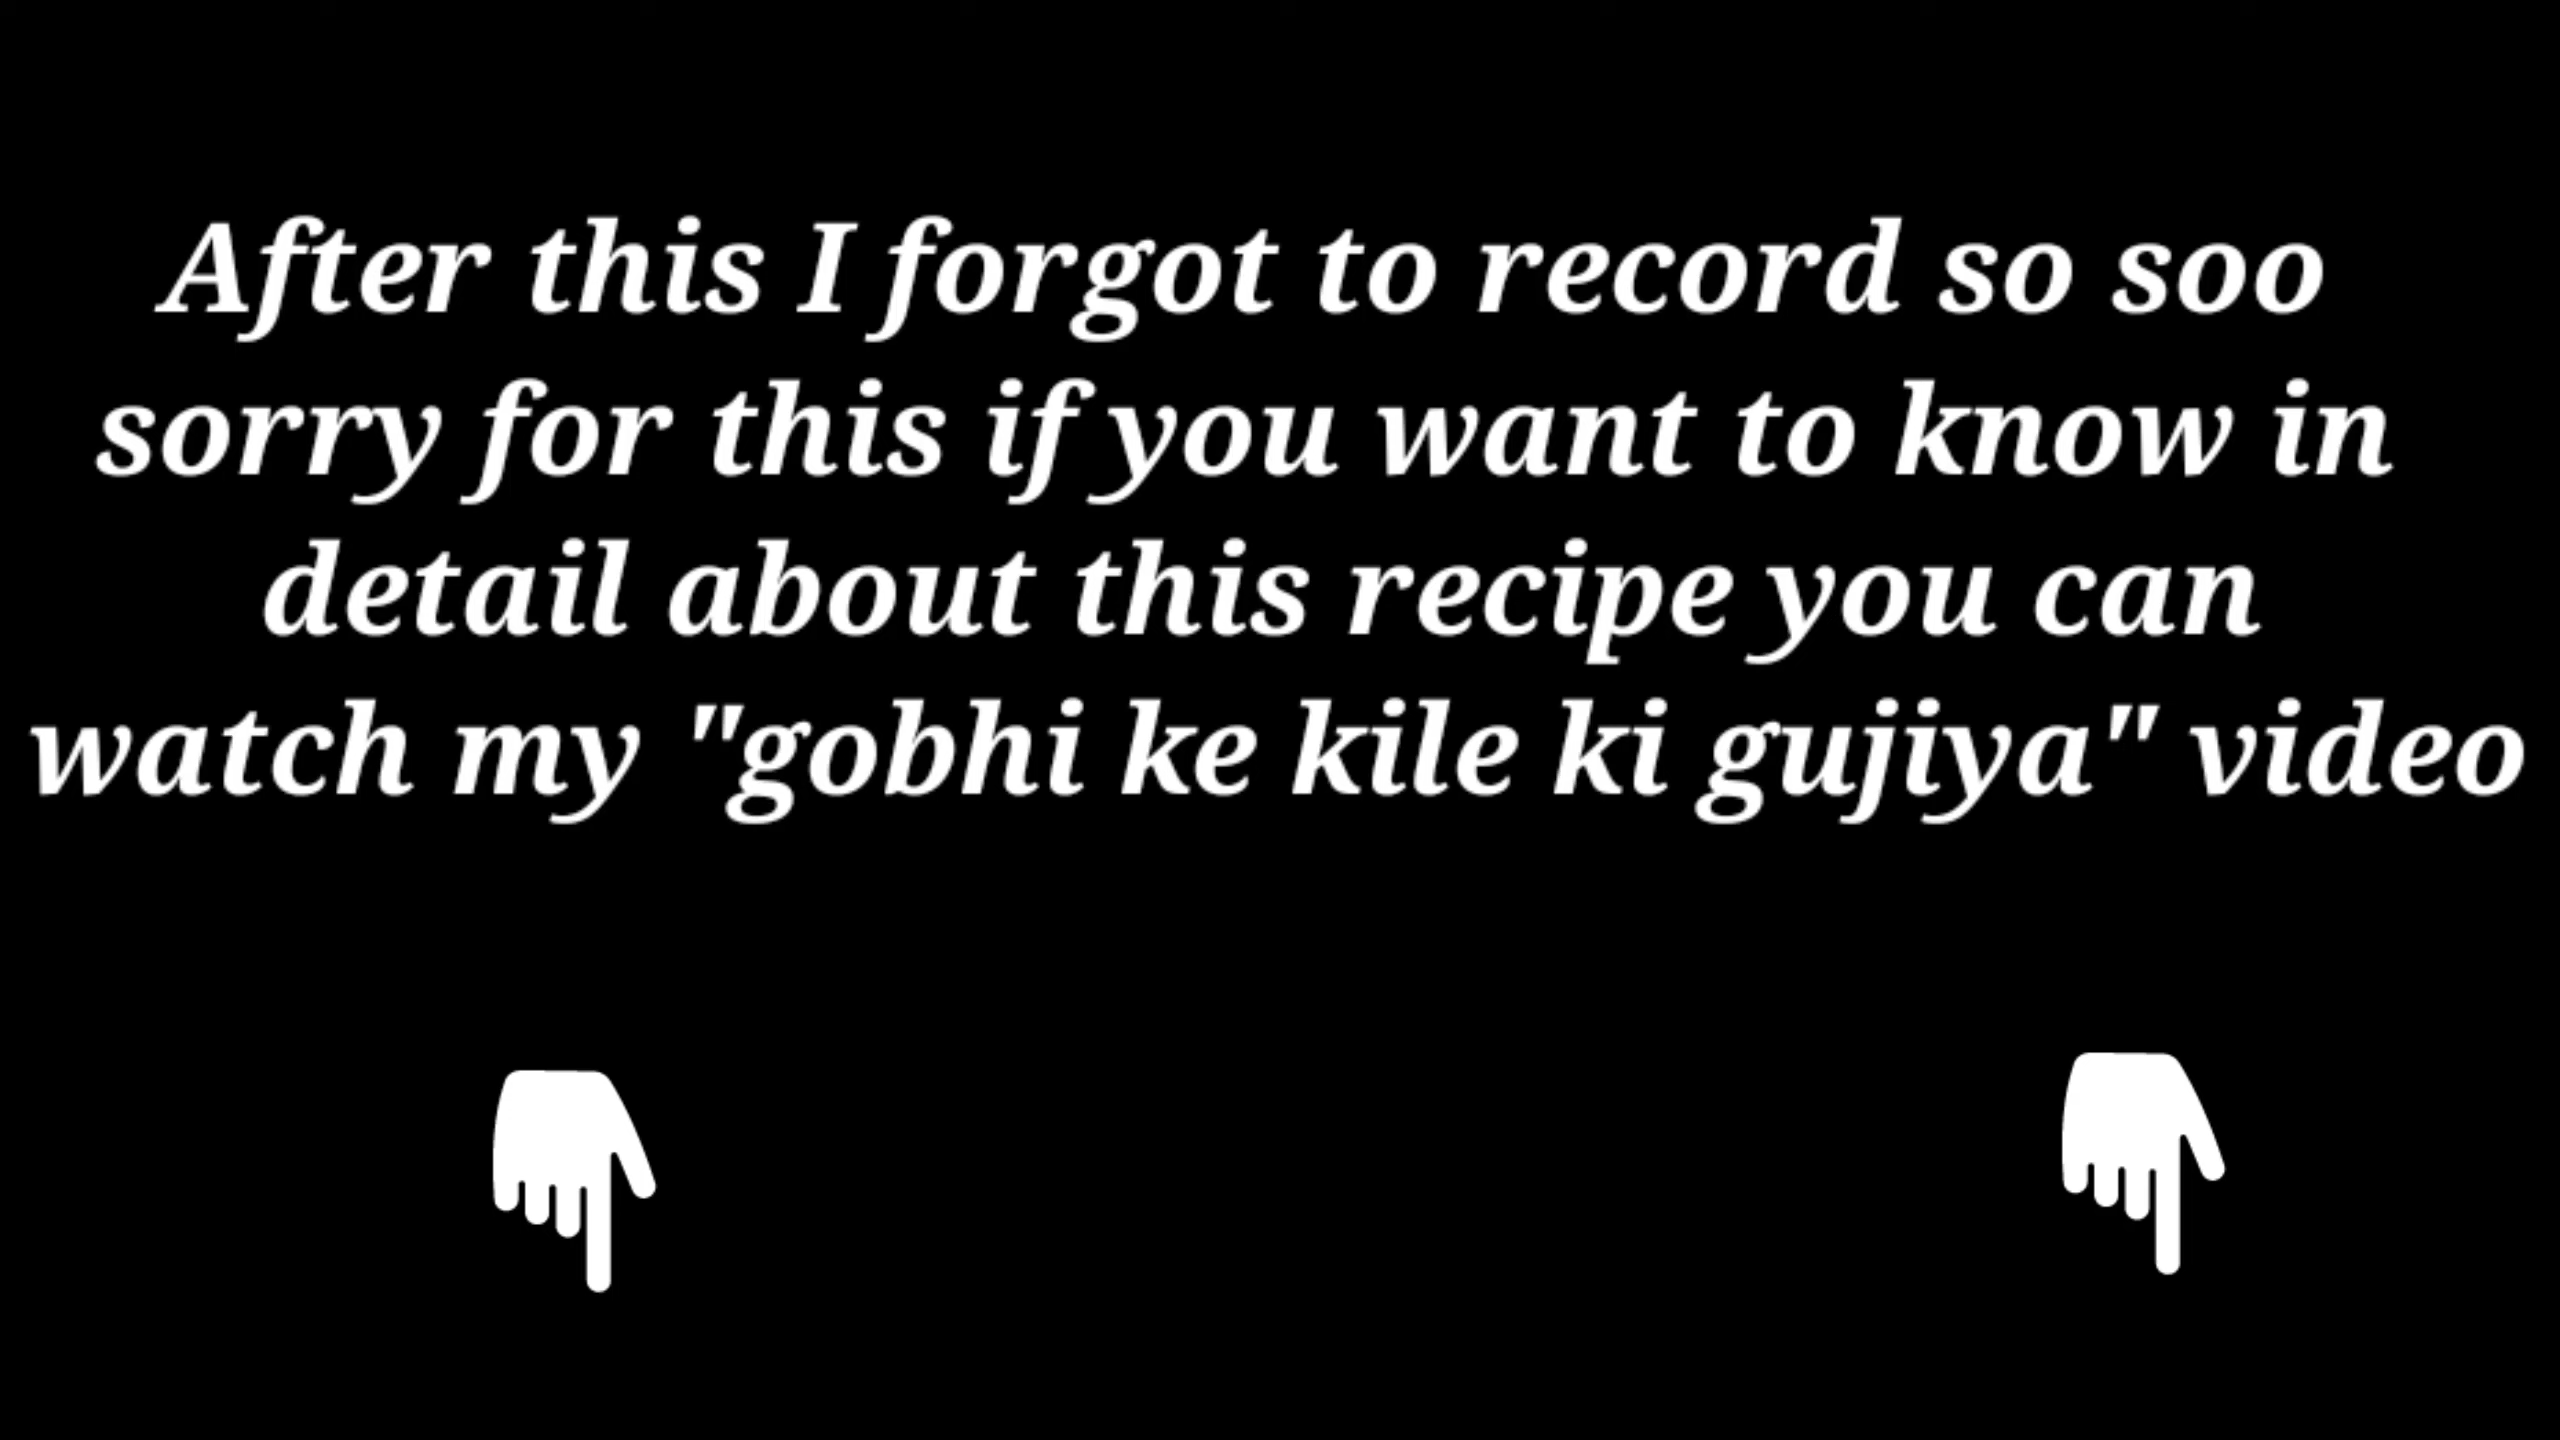 After this I forgot to record so soo
sorry for this if you want to know in
detail about this recipe you can
watch my "gobhi ke kile ki gujiya" video